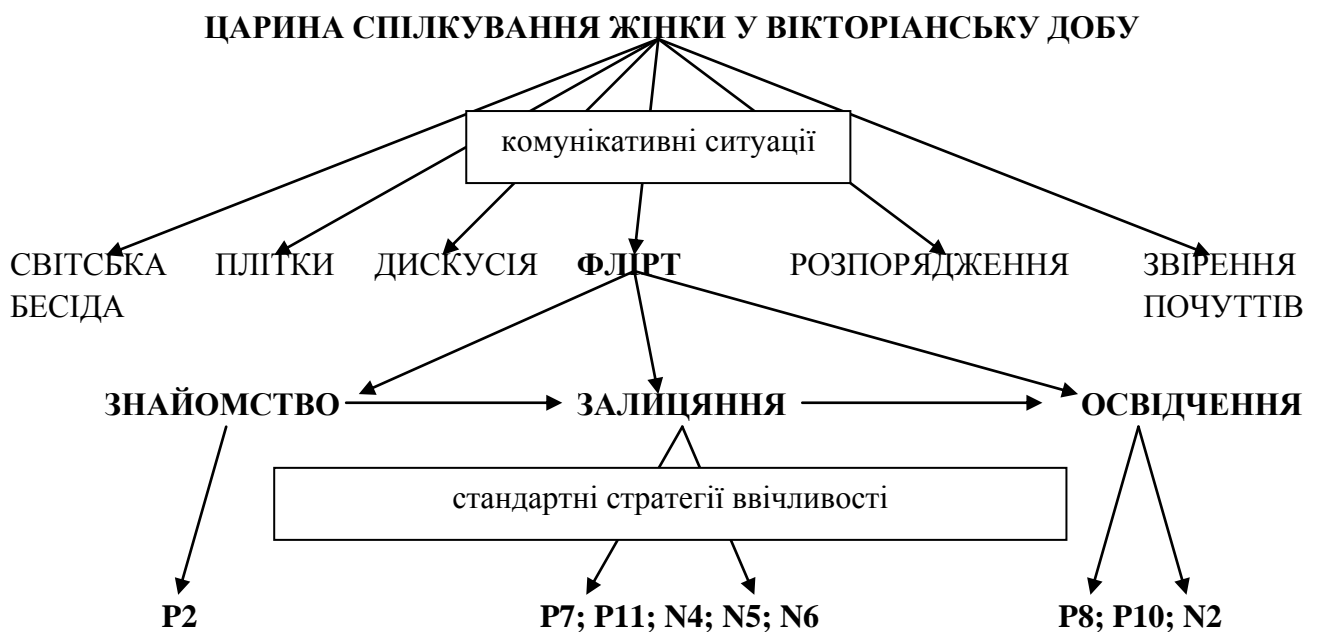 ЦАРИНА СПІЛКУВАННЯ ЖІНКИ У ВІКТОРІАНСЬКУ ДОБУ
комунікативні ситуації
СВІТСЬКА ПЛІТКИ ДИСКУСІЯ ФЛІРТ РОЗПОРЯДЖЕННЯ ЗВІРЕННЯ
БЕСІДА ПОЧУТТІВ
ЗНАЙОМСТВО ЗАЛИЦЯННЯ ОСВІДЧЕННЯ
стандартні стратегії ввічливості
P2 P7; P11; N4; N5; N6 P8; P10; N2